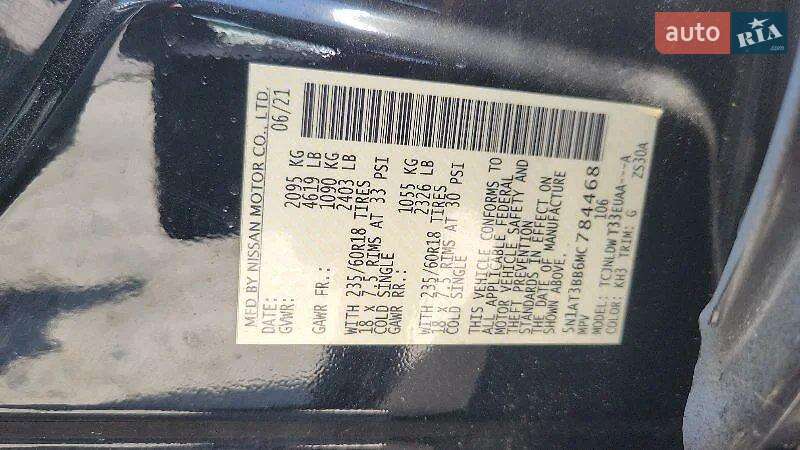 MFD BY NISSAN MOTOR CO., LTD.
DATE: 06/21
GVWR: 2095 KG
4619 LB
GAWR FR.: 1090 KG
2403 LB
WITH 235/60R18 TIRES
18 X 7.5 RIMS AT 33 PSI
COLD SINGLE
GAWR RR.: 1055 KG
2326 LB
WITH 235/60R18 TIRES
18 X 7.5 RIMS AT 30 PSI
COLD SINGLE
THIS VEHICLE CONFORMS TO
ALL APPLICABLE FEDERAL
MOTOR VEHICLE SAFETY AND
THEFT PREVENTION
STANDARDS IN EFFECT ON
THE DATE OF MANUFACTURE
SHOWN ABOVE.
5N1AT3BB6MC784468
MPV 106
MODEL: TCJNLDWT33EUAA---A
COLOR: KH3 TRIM: G ZS30A
auto RIA
.com